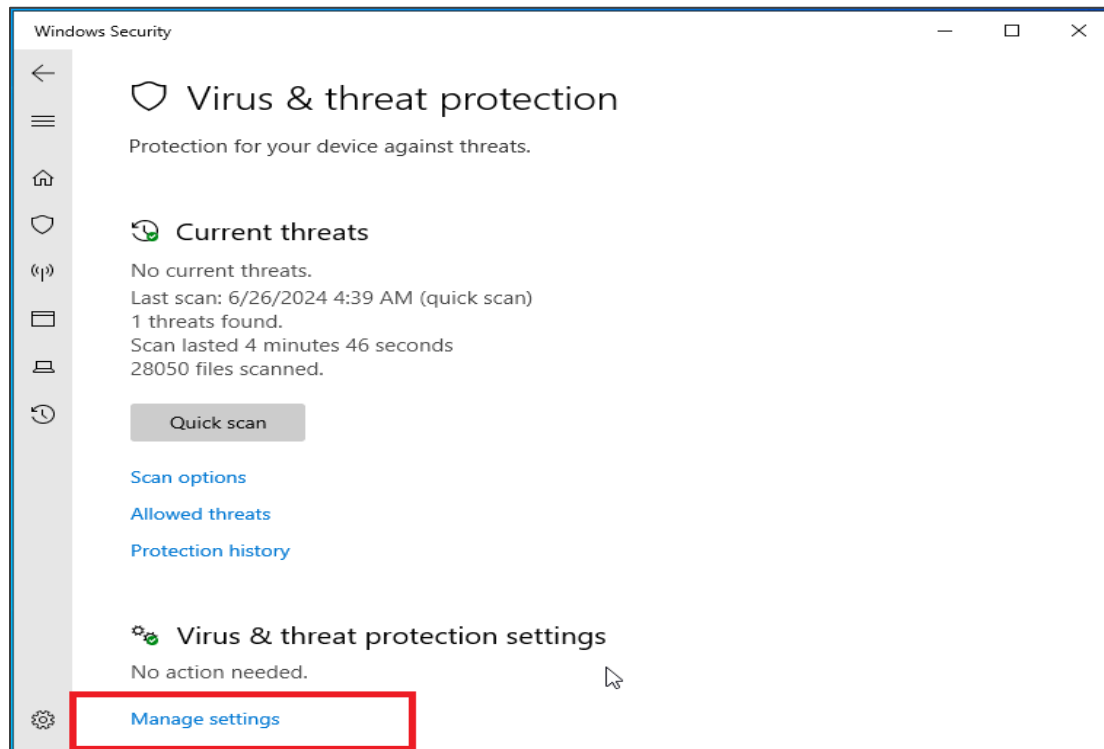 Windows Security
Virus & threat protection
Protection for your device against threats.
Current threats
No current threats.
Last scan: 6/26/2024 4:39 AM (quick scan)
1 threats found.
Scan lasted 4 minutes 46 seconds
28050 files scanned.
Quick scan
Scan options
Allowed threats
Protection history
Virus & threat protection settings
No action needed.
Manage settings